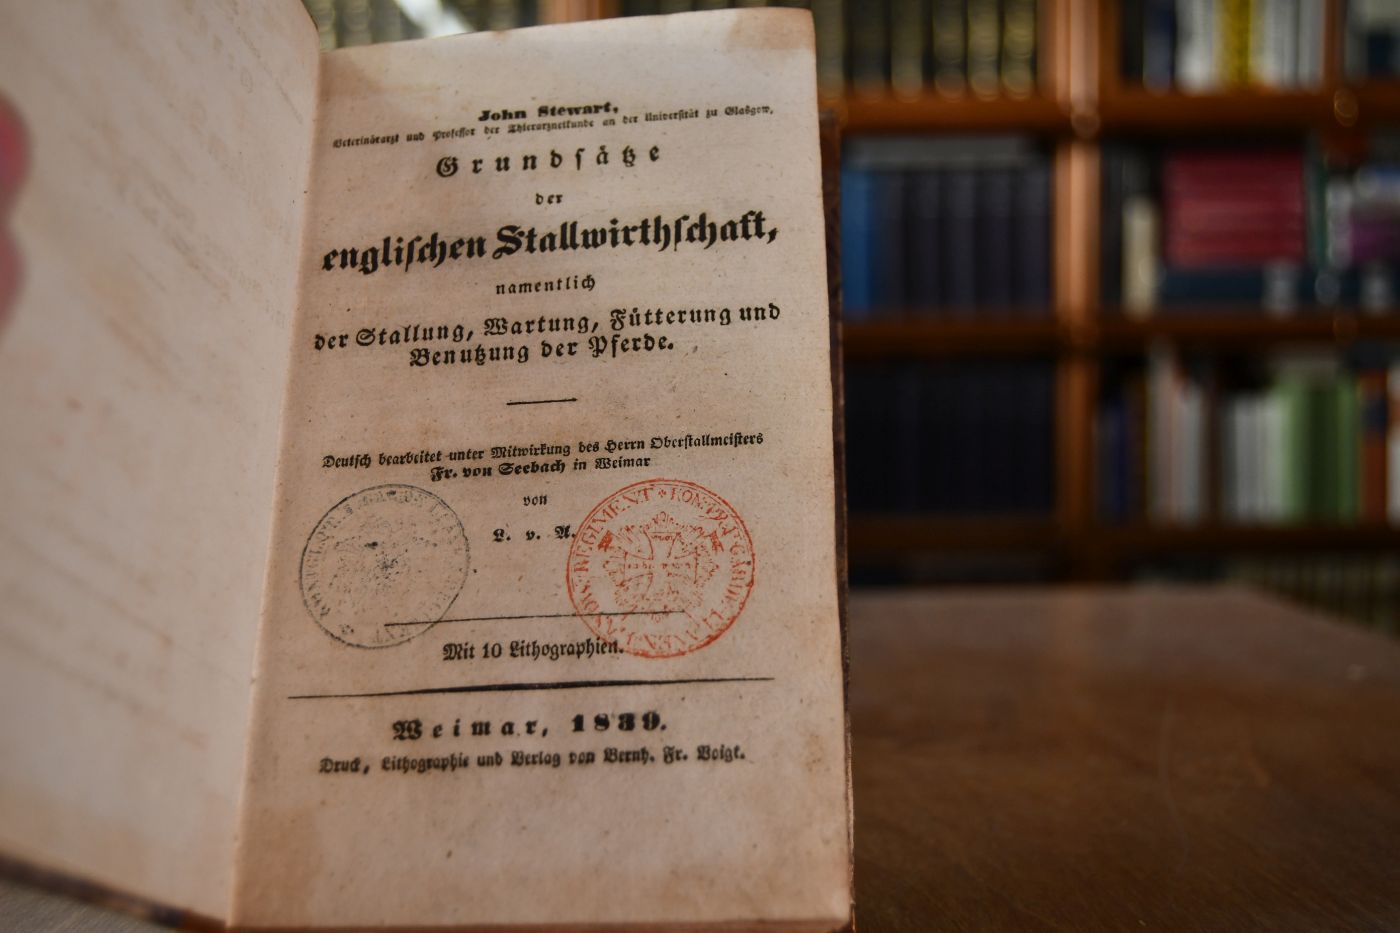 John Stewart,
Veterinärarzt und Professor der Thierarzneikunde an der Universität zu Glasgow,
Grundsätze
der
englischen Stallwirthschaft,
namentlich
der Stallung, Wartung, Fütterung und
Benutzung der Pferde.
Deutsch bearbeitet unter Mitwirkung des Herrn Oberstallmeisters
Fr. von Seebach in Weimar
von
L. v. A.
REGIMENT
Mit 10 Lithographien.
Weimar, 1839.
Druck, Lithographie und Verlag von Bernh. Fr. Voigt.